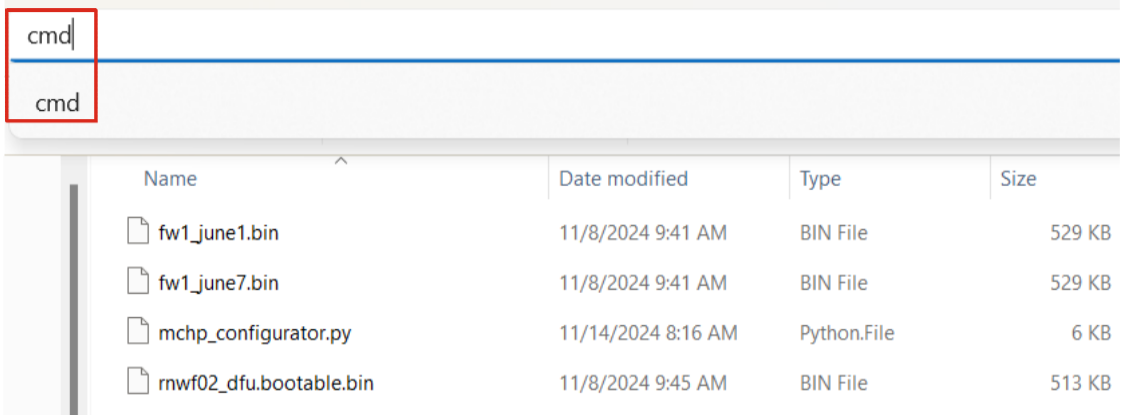 cmd
cmd
Name Date modified Type Size
fw1_june1.bin 11/8/2024 9:41 AM BIN File 529 KB
fw1_june7.bin 11/8/2024 9:41 AM BIN File 529 KB
mchp_configurator.py 11/14/2024 8:16 AM Python.File 6 KB
rnwf02_dfu.bootable.bin 11/8/2024 9:45 AM BIN File 513 KB